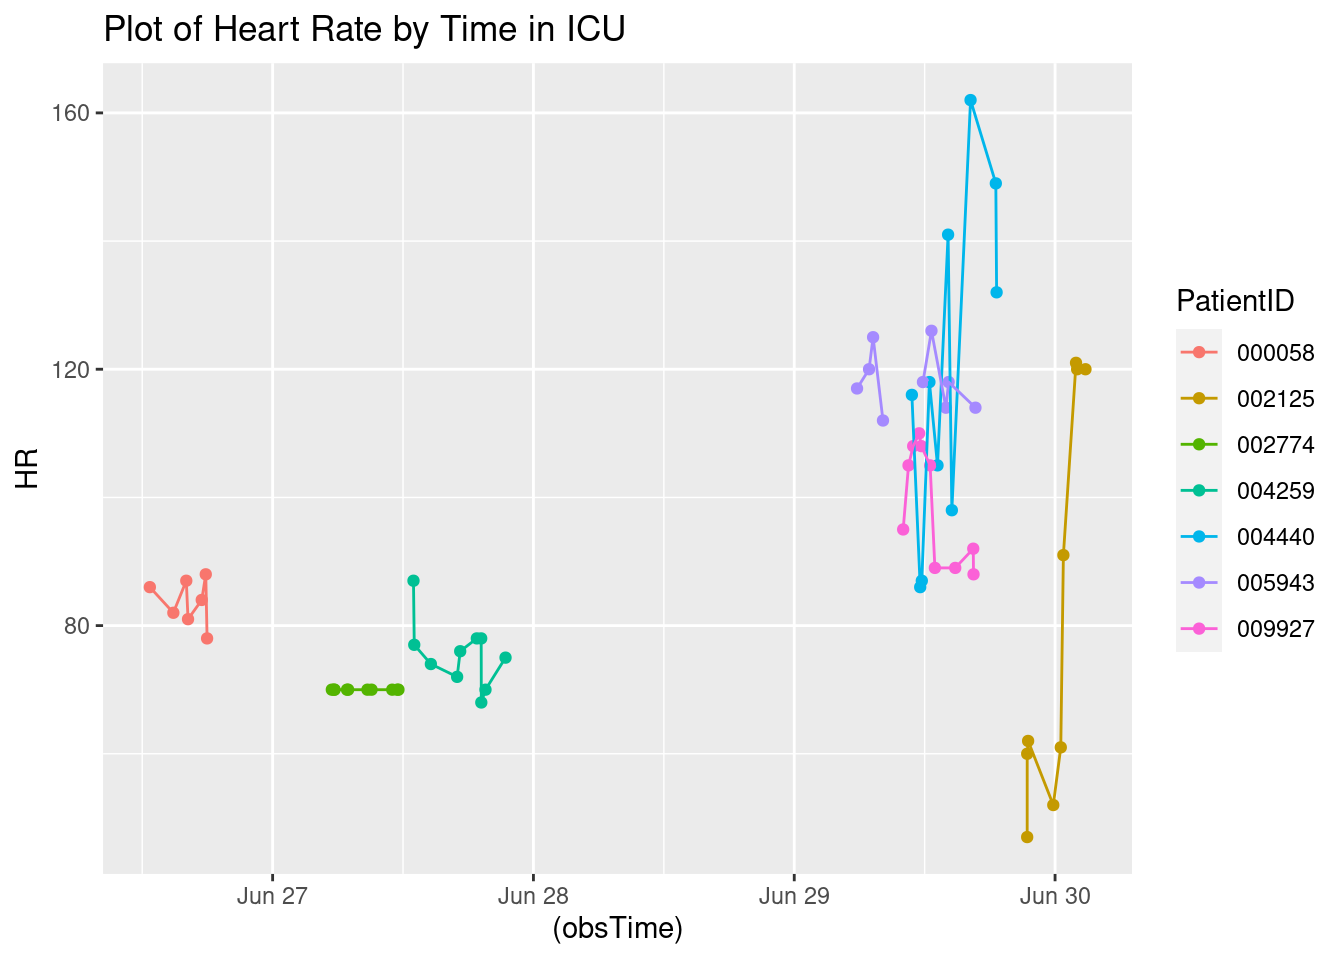 Plot of Heart Rate by Time in ICU
160
120
80
HR
Jun 27
Jun 28
Jun 29
Jun 30
(obsTime)
PatientID
000058
002125
002774
004259
004440
005943
009927